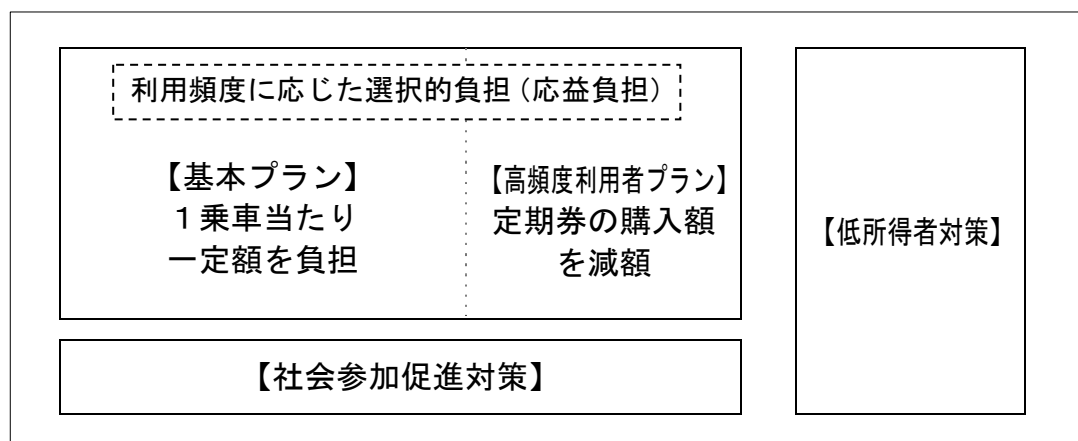 利用頻度に応じた選択的負担（応益負担）
【基本プラン】
１乗車当たり
一定額を負担
【高頻度利用者プラン】
定期券の購入額
を減額
【社会参加促進対策】
【低所得者対策】